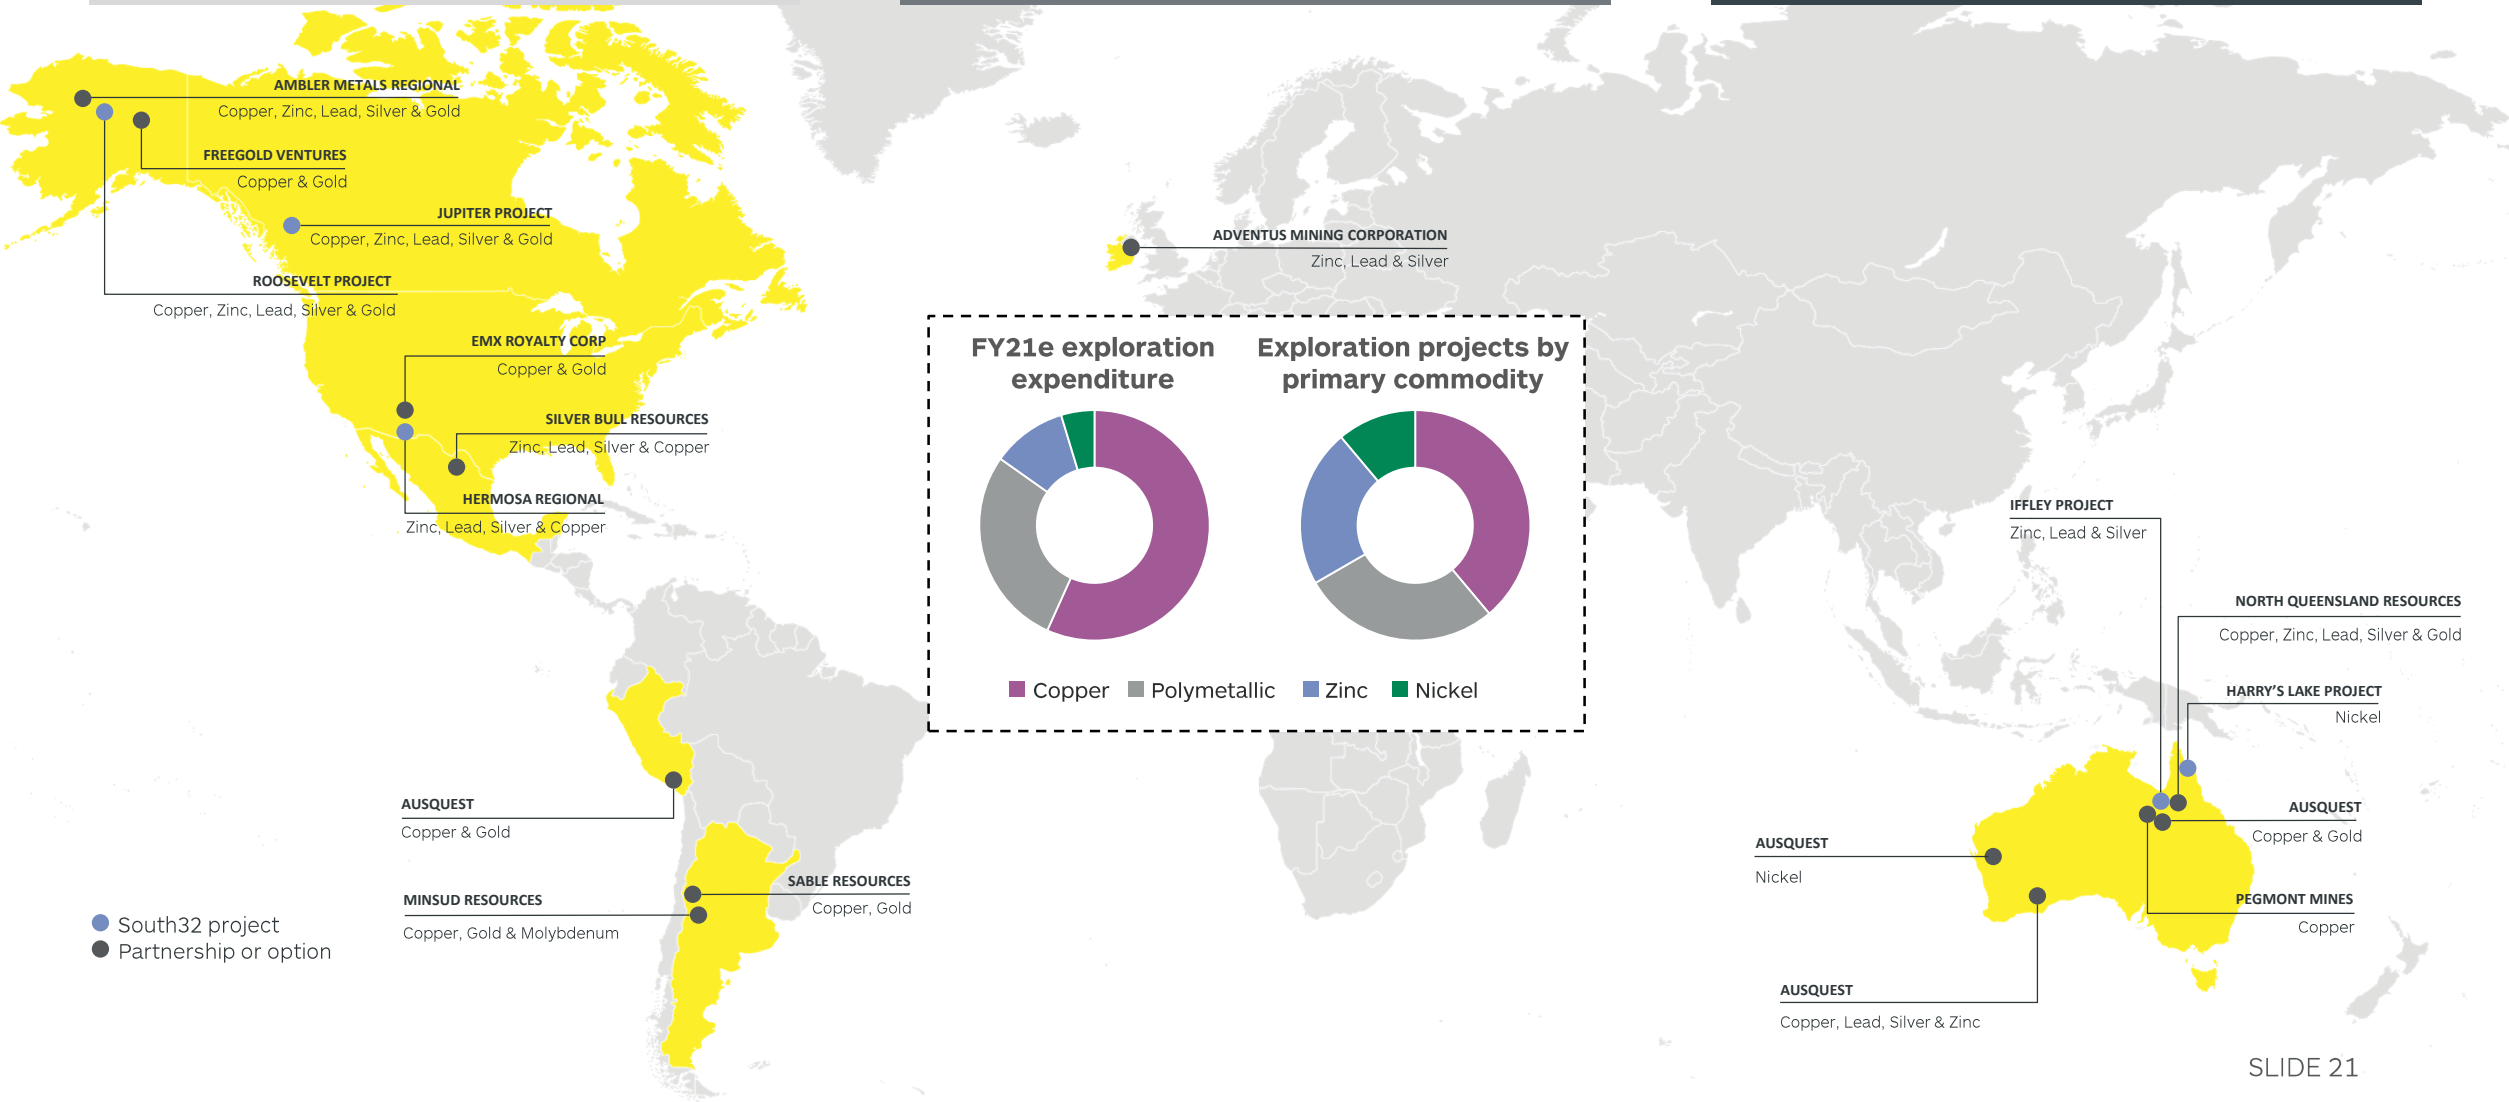 AMBLER METALS REGIONAL
Copper, Zinc, Lead, Silver & Gold
FREEGOLD VENTURES
Copper & Gold
JUPITER PROJECT
Copper, Zinc, Lead, Silver & Gold
ROOSEVELT PROJECT
Copper, Zinc, Lead, Silver & Gold
EMX ROYALTY CORP
Copper & Gold
SILVER BULL RESOURCES
Zinc, Lead, Silver & Copper
HERMOSA REGIONAL
Zinc, Lead, Silver & Copper
AUSQUEST
Copper & Gold
SABLE RESOURCES
Copper, Gold
MINSUD RESOURCES
Copper, Gold & Molybdenum
South32 project
Partnership or option
ADVENTUS MINING CORPORATION
Zinc, Lead & Silver
FY21e exploration
expenditure
Exploration projects by
primary commodity
Copper
Polymetallic
Zinc
Nickel
IFFLEY PROJECT
Zinc, Lead & Silver
NORTH QUEENSLAND RESOURCES
Copper, Zinc, Lead, Silver & Gold
HARRY’S LAKE PROJECT
Nickel
AUSQUEST
Copper & Gold
AUSQUEST
Nickel
PEGMONT MINES
Copper
AUSQUEST
Copper, Lead, Silver & Zinc
SLIDE 21